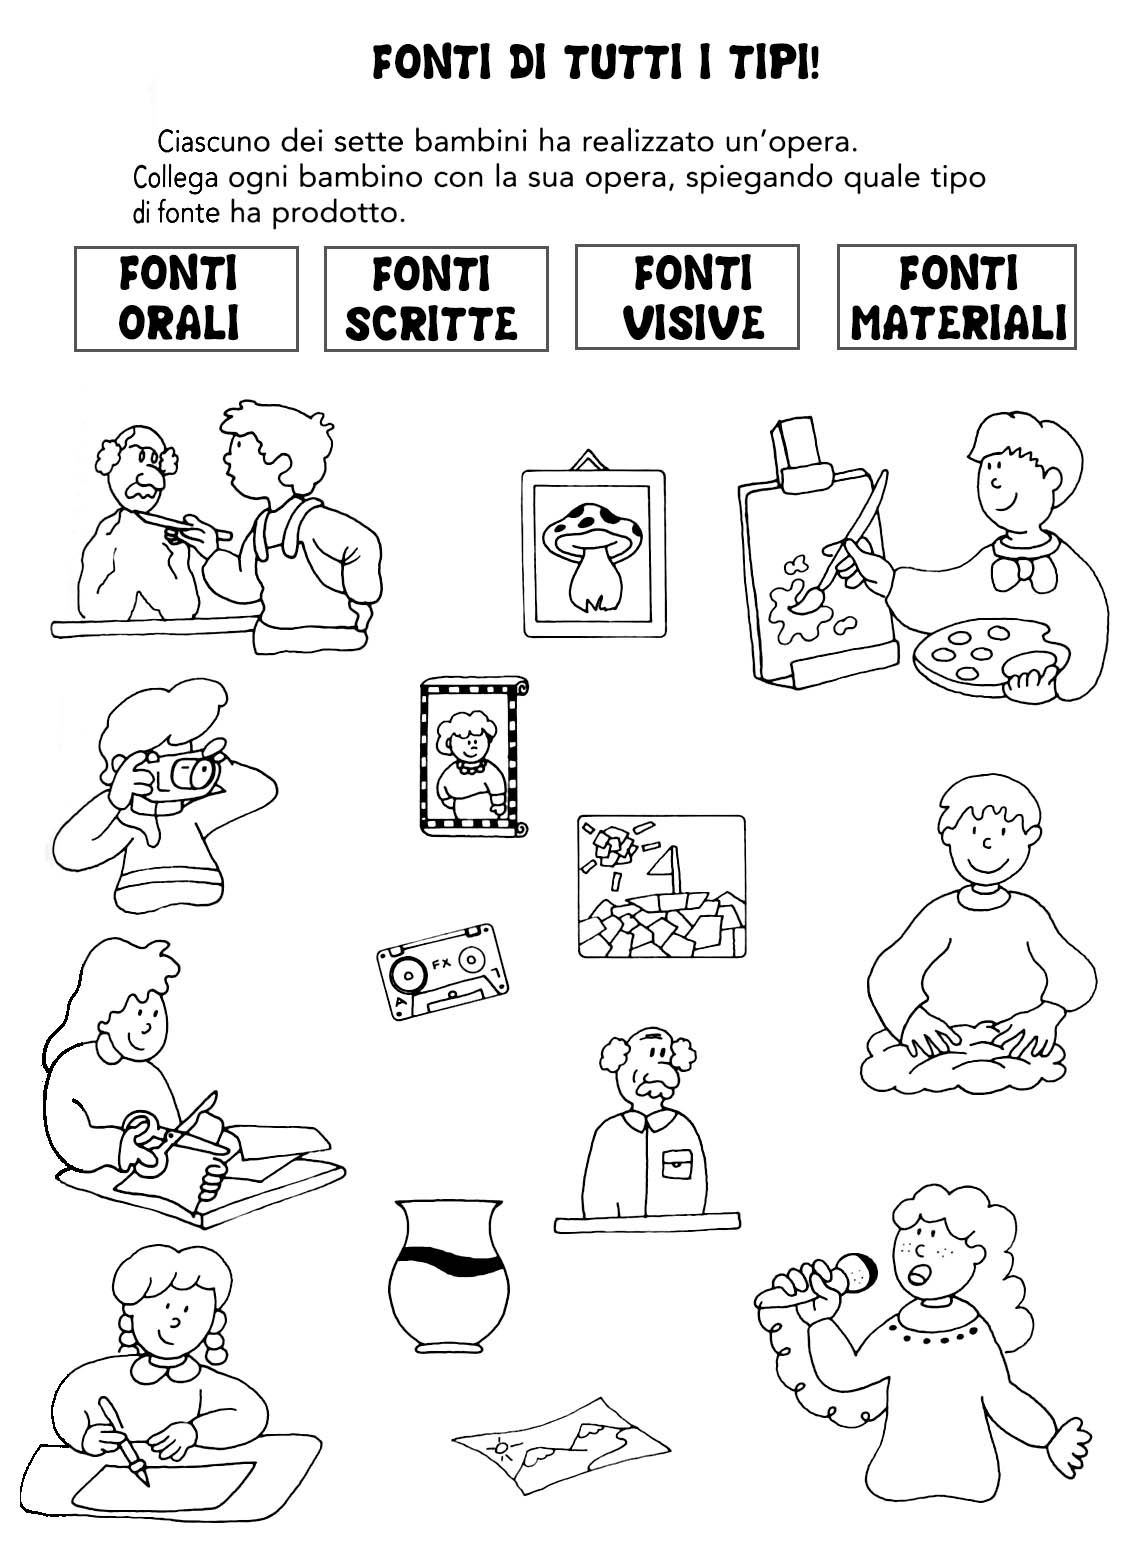 FONTI DI TUTTI I TIPI!
Ciascuno dei sette bambini ha realizzato un'opera.
Collega ogni bambino con la sua opera, spiegando quale tipo
di fonte ha prodotto.
FONTI
ORALI
FONTI
SCRITTE
FONTI
VISIVE
FONTI
MATERIALI
FX
A